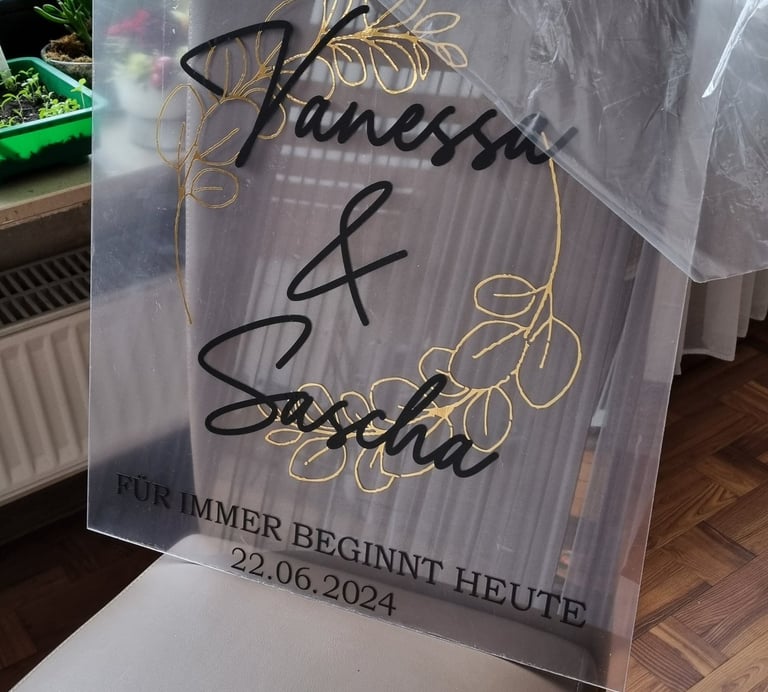 Vanessa
&
Sascha
FÜR IMMER BEGINNT HEUTE
22.06.2024